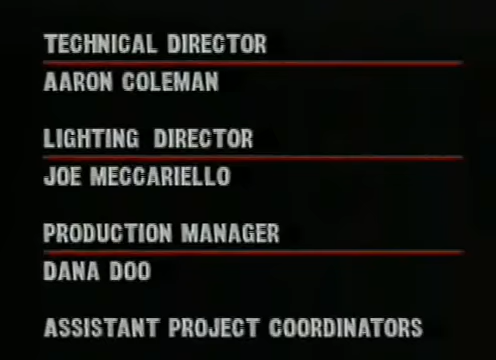 TECHNICAL DIRECTOR
AARON COLEMAN
LIGHTING DIRECTOR
JOE MECCARIELLO
PRODUCTION MANAGER
DANA DOO
ASSISTANT PROJECT COORDINATORS